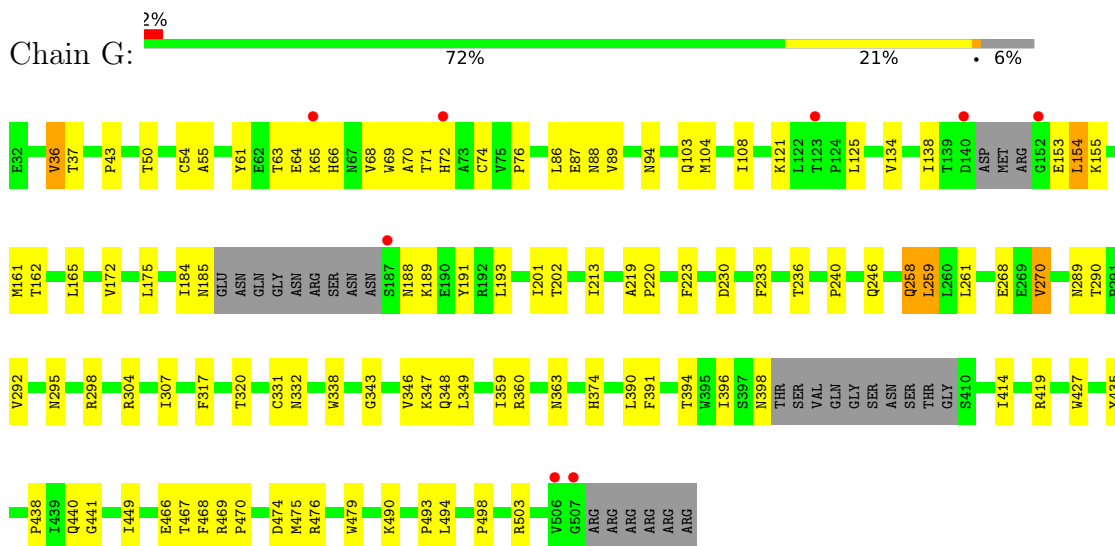 2%
Chain G:
72% 21% • 6%
E32 V36 T37 P43 T50 C54 A55 Y61 E62 T63 E64 K65 H66 N67 V68 W69 A70 T71 H72 A73 C74 V75 P76 L86 E87 N88 V89 N94 Q103 M104 I108 K121 L122 T123 P124 L125 V134 I138 T139 D140 ASP MET ARG G152 E153 L154 K155
M161 T162 L165 V172 L175 I184 N185 GLU ASN GLN GLY ASN ARG SER ASN ASN S187 N188 K189 E190 Y191 R192 L193 I201 T202 I213 A219 P220 F223 D230 F233 T236 P240 Q246 Q258 L259 L260 L261 E268 E269 V270 N289 T290 P291
V292 N295 R298 R304 I307 F317 T320 C331 N332 W338 G343 V346 K347 Q348 L349 I359 R360 N363 H374 L390 F391 T394 W395 I396 S397 N398 THR SER VAL GLN GLY SER ASN SER THR GLY S410 I414 R419 W427 Y435
P438 I439 Q440 G441 I449 E466 T467 F468 R469 P470 D474 M475 R476 W479 K490 P493 L494 P498 R503 V506 G507 ARG ARG ARG ARG ARG ARG